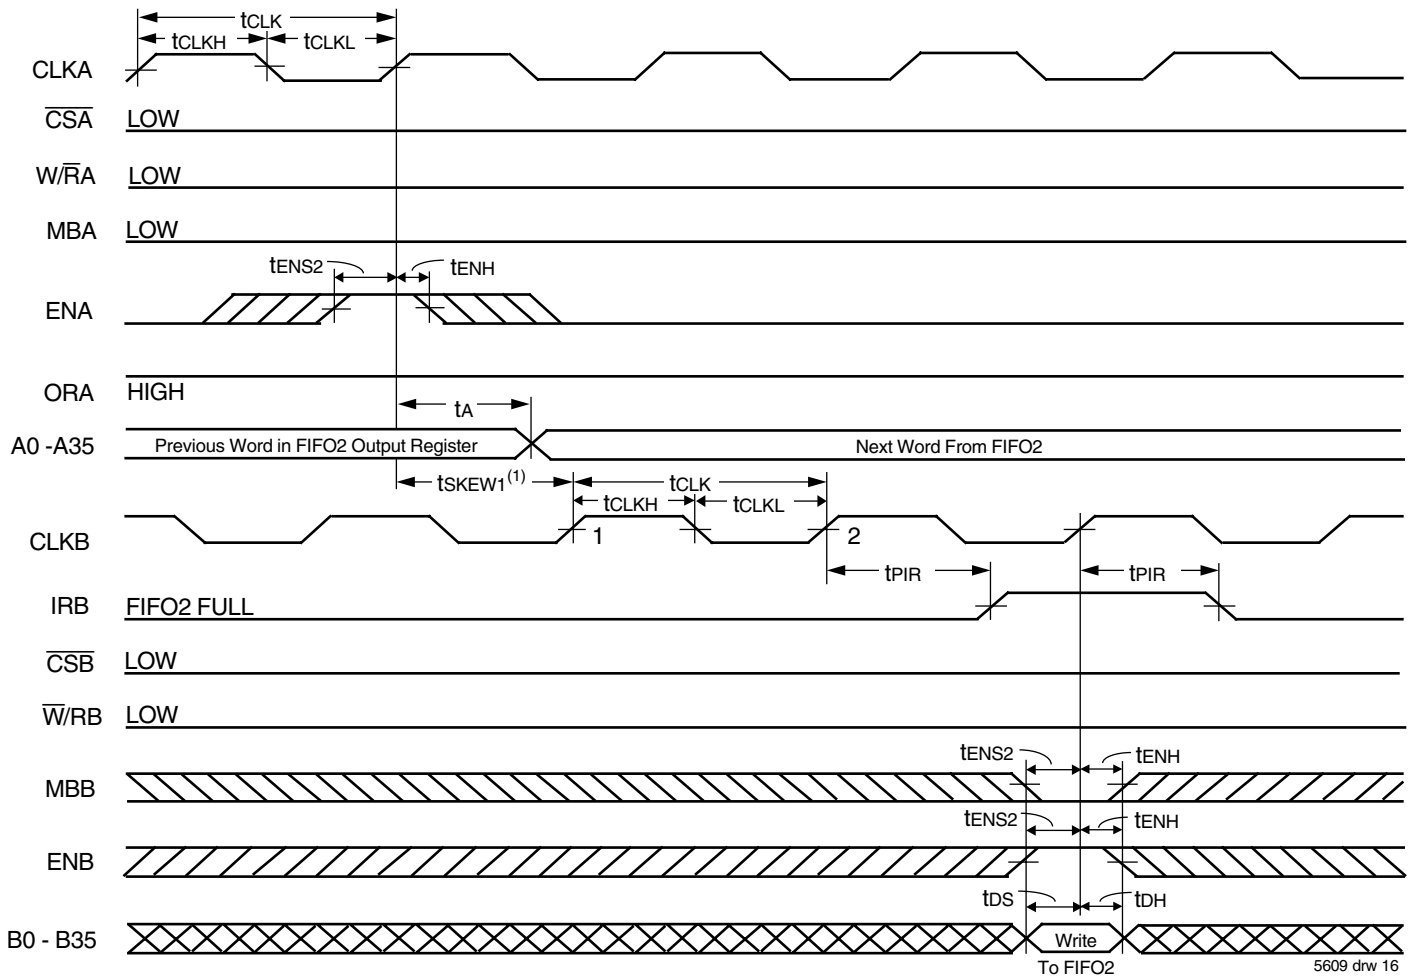 tCLK
tCLKH tCLKL
CLKA
C̅S̅A̅ LOW
W/R̅A LOW
MBA LOW
tENS2 tENH
ENA
ORA HIGH
tA
A0 -A35 Previous Word in FIFO2 Output Register Next Word From FIFO2
tSKEW1(1) tCLK
tCLKH tCLKL
CLKB 1 2
tPIR tPIR
IRB FIFO2 FULL
C̅S̅B̅ LOW
W̅/RB LOW
tENS2 tENH
MBB
tENS2 tENH
ENB
tDS tDH
B0 - B35 Write
To FIFO2
5609 drw 16